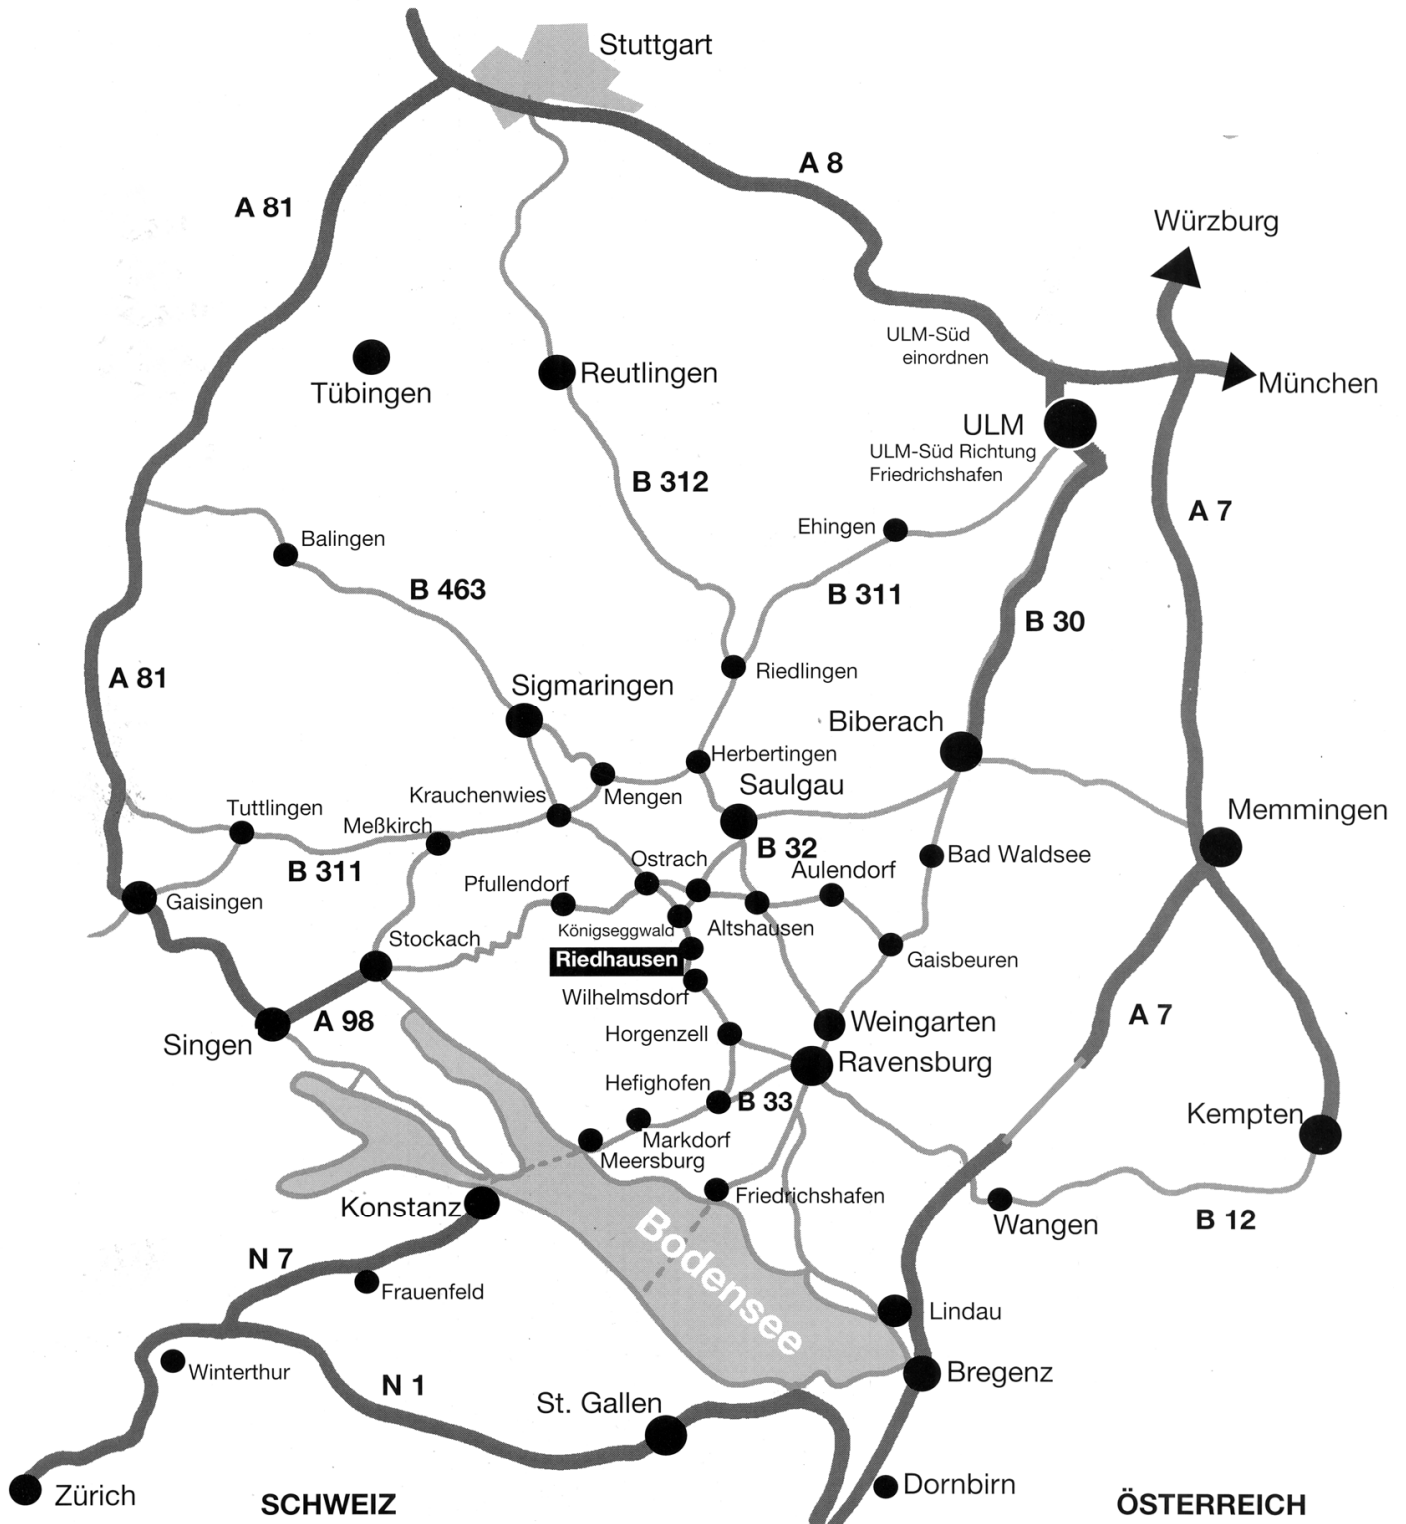 Stuttgart
A 8
A 81
Würzburg
ULM-Süd
einordnen
München
Tübingen
Reutlingen
ULM
ULM-Süd Richtung
Friedrichshafen
B 312
A 7
Ehingen
Balingen
B 463
B 311
B 30
A 81
Riedlingen
Sigmaringen
Biberach
Herbertingen
Saulgau
Krauchenwies
Mengen
Tuttlingen
Meßkirch
Memmingen
B 32
B 311
Ostrach
Aulendorf
Bad Waldsee
Pfullendorf
Gaisingen
Königseggwald
Altshausen
Stockach
Riedhausen
Gaisbeuren
Wilhelmsdorf
A 98
Singen
Horgenzell
Weingarten
A 7
Ravensburg
Hefighofen
B 33
Kempten
Markdorf
Meersburg
Friedrichshafen
Konstanz
Wangen
B 12
Bodensee
N 7
Frauenfeld
Lindau
Winterthur
N 1
Bregenz
St. Gallen
Zürich
SCHWEIZ
Dornbirn
ÖSTERREICH